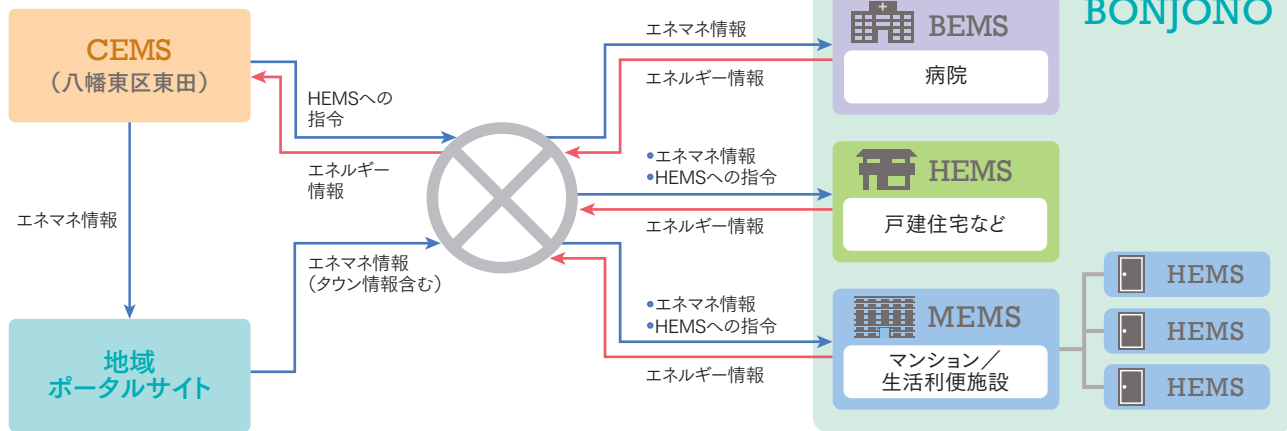 CEMS
（八幡東区東田）
エネマネ情報
地域
ポータルサイト
HEMSへの
指令
エネルギー
情報
エネマネ情報
（タウン情報含む）
エネマネ情報
エネルギー情報
•エネマネ情報
•HEMSへの指令
エネルギー情報
•エネマネ情報
•HEMSへの指令
エネルギー情報
BONJONO
BEMS
病院
HEMS
戸建住宅など
MEMS
マンション／
生活利便施設
HEMS
HEMS
HEMS